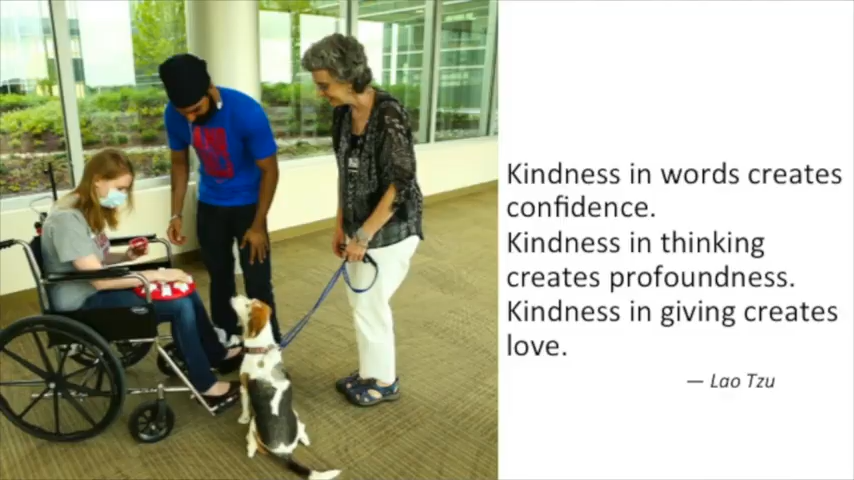 Kindness in words creates
confidence.
Kindness in thinking
creates profoundness.
Kindness in giving creates
love.
— Lao Tzu